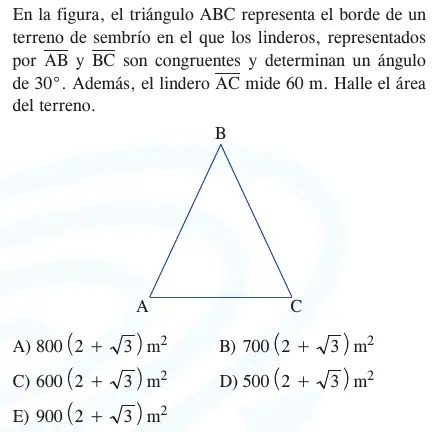 En la figura, el triángulo ABC representa el borde de un
terreno de sembrío en el que los linderos, representados
por A͞B͞ y B͞C͞ son congruentes y determinan un ángulo
de 30°. Además, el lindero A͞C͞ mide 60 m. Halle el área
del terreno.
B
A
C
A) 800 (2 + √3) m²
B) 700 (2 + √3) m²
C) 600 (2 + √3) m²
D) 500 (2 + √3) m²
E) 900 (2 + √3) m²